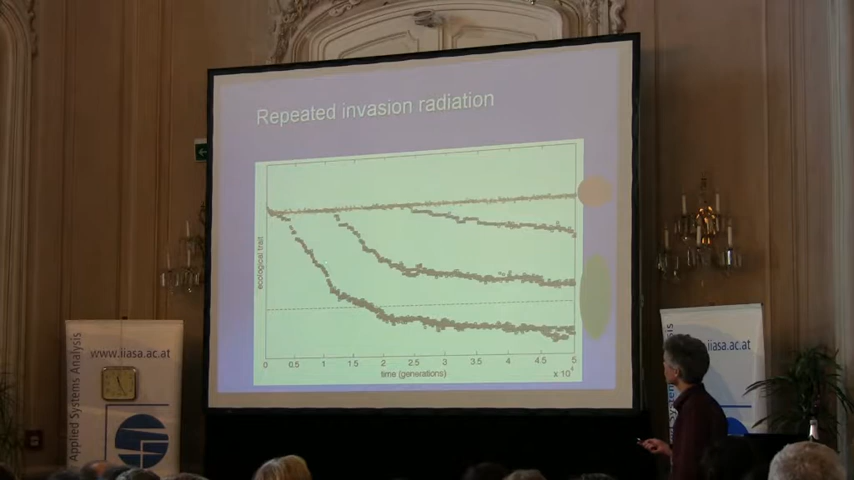 Repeated invasion radiation
ecological trait
0
0.5
1
1.5
2
2.5
3
3.5
4
4.5
5
time (generations)
x 10⁴
Applied Systems Analysis
www.iiasa.ac.at
iiasa.ac.at